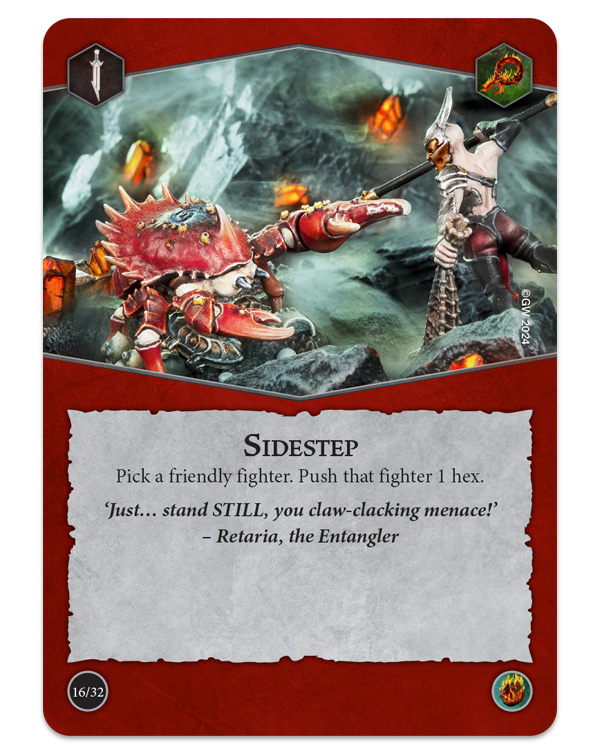 ©GW 2024
SIDESTEP
Pick a friendly fighter. Push that fighter 1 hex.
‘Just… stand STILL, you claw-clacking menace!’
– Retaria, the Entangler
16/32